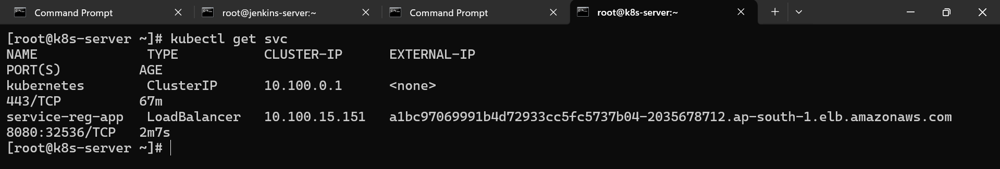 Command Prompt
root@jenkins-server:~
Command Prompt
root@k8s-server:~
[root@k8s-server ~]# kubectl get svc
NAME TYPE CLUSTER-IP EXTERNAL-IP
PORT(S) AGE
kubernetes ClusterIP 10.100.0.1 <none>
443/TCP 67m
service-reg-app LoadBalancer 10.100.15.151 a1bc97069991b4d72933cc5fc5737b04-2035678712.ap-south-1.elb.amazonaws.com
8080:32536/TCP 2m7s
[root@k8s-server ~]#